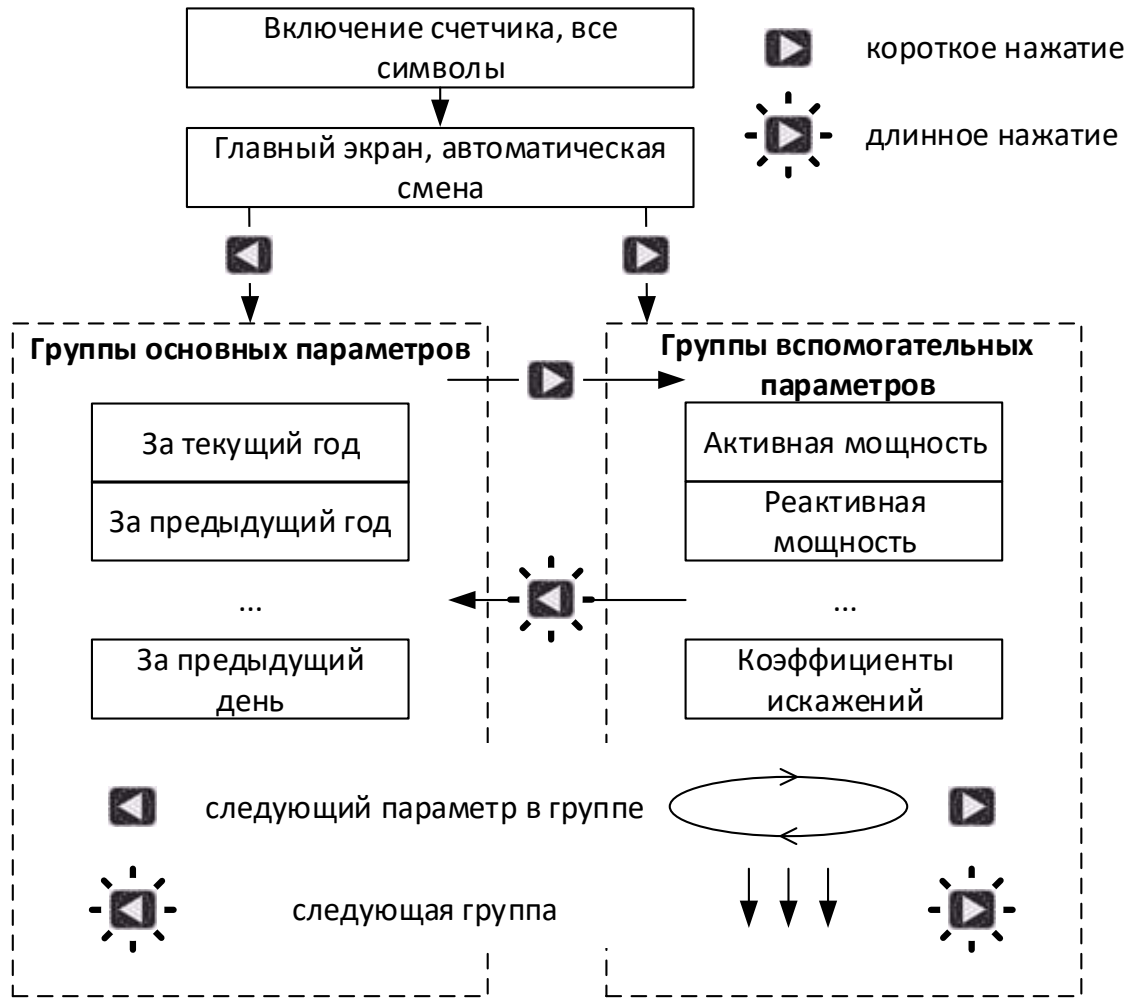 Включение счетчика, все
символы
короткое нажатие
длинное нажатие
Главный экран, автоматическая
смена
Группы основных параметров
За текущий год
За предыдущий год
...
За предыдущий
день
Группы вспомогательных
параметров
Активная мощность
Реактивная
мощность
...
Коэффициенты
искажений
следующий параметр в группе
следующая группа